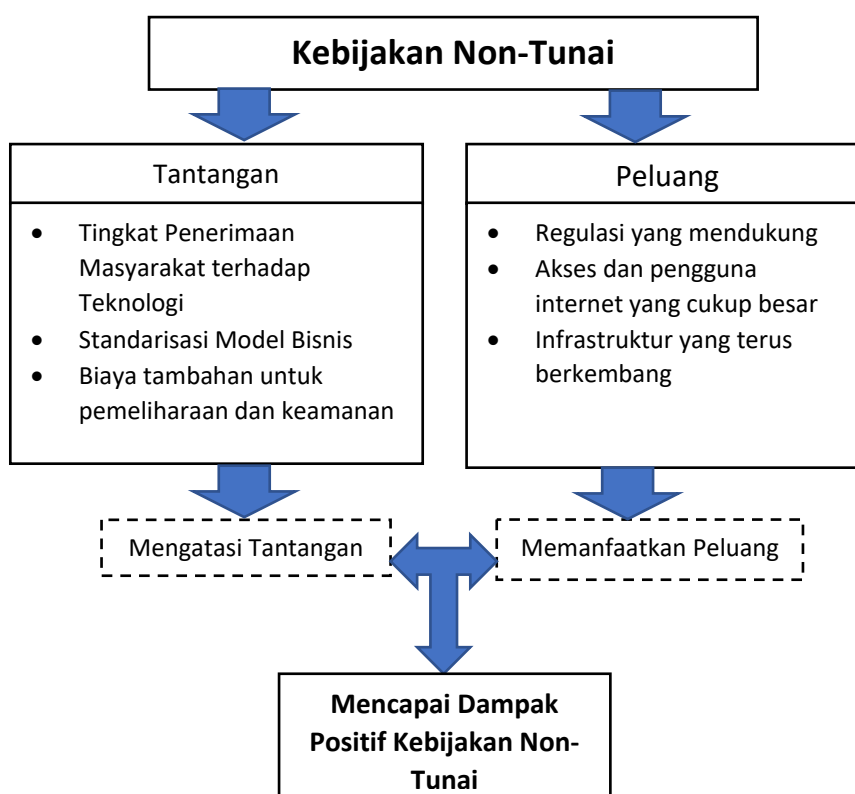 Kebijakan Non-Tunai
Tantangan
• Tingkat Penerimaan
Masyarakat terhadap
Teknologi
• Standarisasi Model Bisnis
• Biaya tambahan untuk
pemeliharaan dan keamanan
Peluang
• Regulasi yang mendukung
• Akses dan pengguna
internet yang cukup besar
• Infrastruktur yang terus
berkembang
Mengatasi Tantangan
Memanfaatkan Peluang
Mencapai Dampak
Positif Kebijakan Non-
Tunai